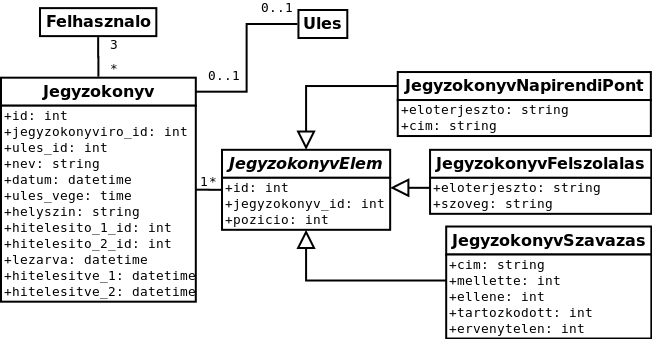 Felhasznalo
3
*
0..1
Ules
0..1
Jegyzokonyv
+id: int
+jegyzokonyviro_id: int
+ules_id: int
+nev: string
+datum: datetime
+ules_vege: time
+helyszin: string
+hitelesito_1_id: int
+hitelesito_2_id: int
+lezarva: datetime
+hitelesitve_1: datetime
+hitelesitve_2: datetime
1
*
JegyzokonyvElem
+id: int
+jegyzokonyv_id: int
+pozicio: int
JegyzokonyvNapirendiPont
+eloterjeszto: string
+cim: string
JegyzokonyvFelszolalas
+eloterjeszto: string
+szoveg: string
JegyzokonyvSzavazas
+cim: string
+mellette: int
+ellene: int
+tartozkodott: int
+ervenytelen: int